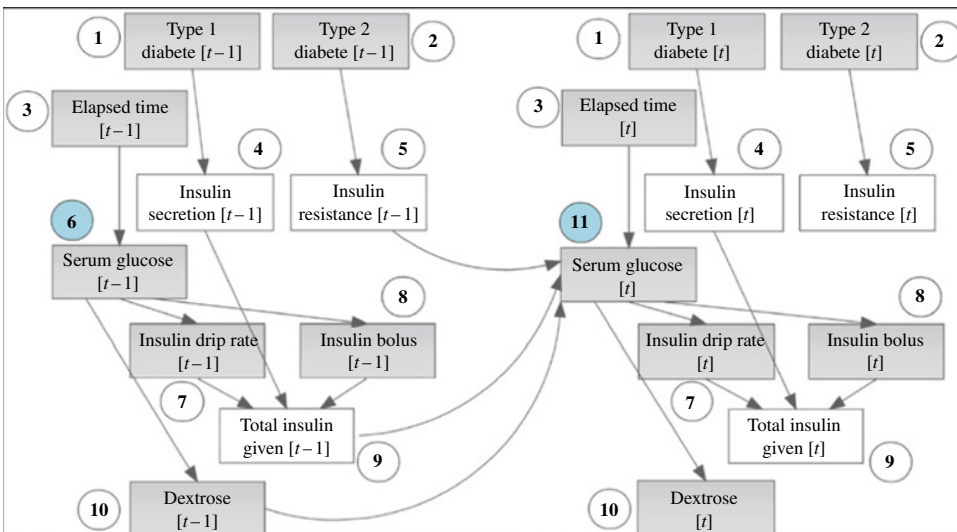 1
Type 1
diabete [t–1]
Type 2
diabete [t–1]
2
1
Type 1
diabete [t]
Type 2
diabete [t]
2
3
Elapsed time
[t–1]
3
Elapsed time
[t]
4
5
4
5
Insulin
secretion [t–1]
Insulin
resistance [t–1]
Insulin
secretion [t]
Insulin
resistance [t]
6
11
Serum glucose
[t–1]
Serum glucose
[t]
8
8
Insulin drip rate
[t–1]
Insulin bolus
[t–1]
Insulin drip rate
[t]
Insulin bolus
[t]
7
7
Total insulin
given [t–1]
9
Total insulin
given [t]
9
10
Dextrose
[t–1]
10
Dextrose
[t]